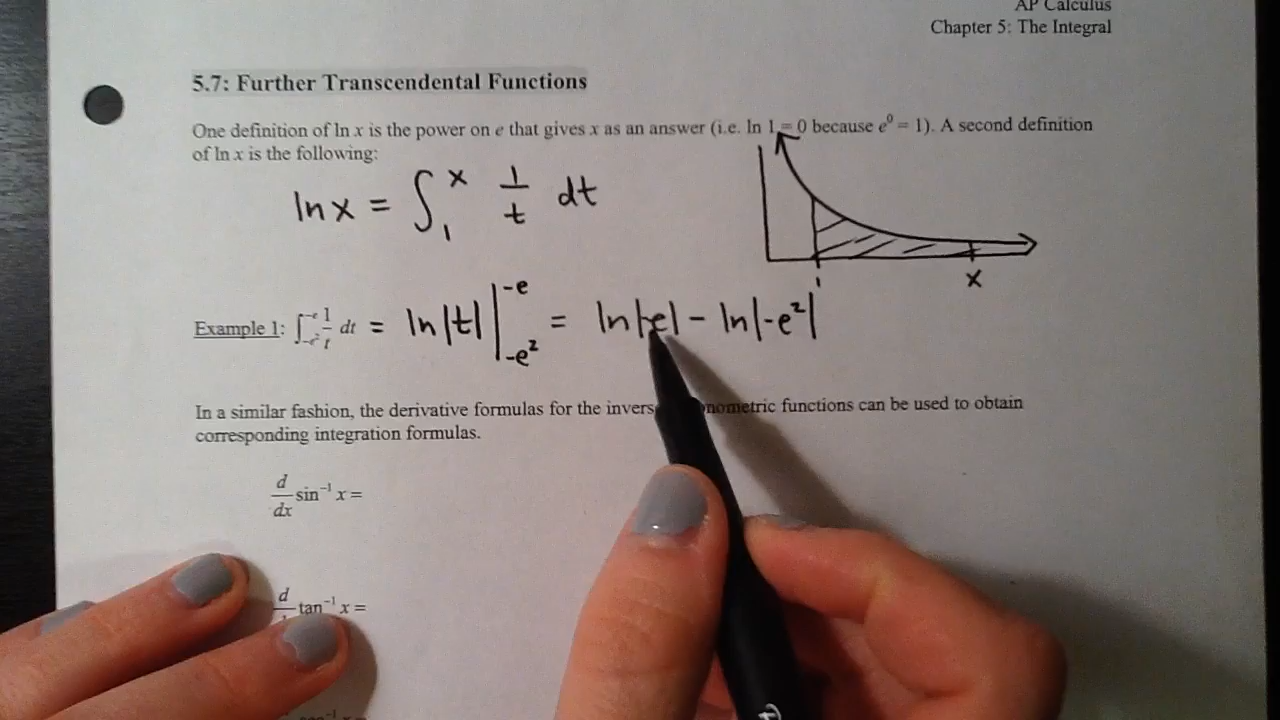 AP Calculus
Chapter 5: The Integral
5.7: Further Transcendental Functions
One definition of ln x is the power on e that gives x as an answer (i.e. ln 1 = 0 because e⁰ = 1). A second definition
of ln x is the following:
ln x = ∫₁ˣ 1/t dt
1 x
Example 1: ∫_{-e²}^{-e} 1/t dt = ln|t| |_{-e²}^{-e} = ln|-e| - ln|-e²|
In a similar fashion, the derivative formulas for the functions can be used to obtain
corresponding integration formulas.
d/dx sin⁻¹ x =
d tan⁻¹ x =